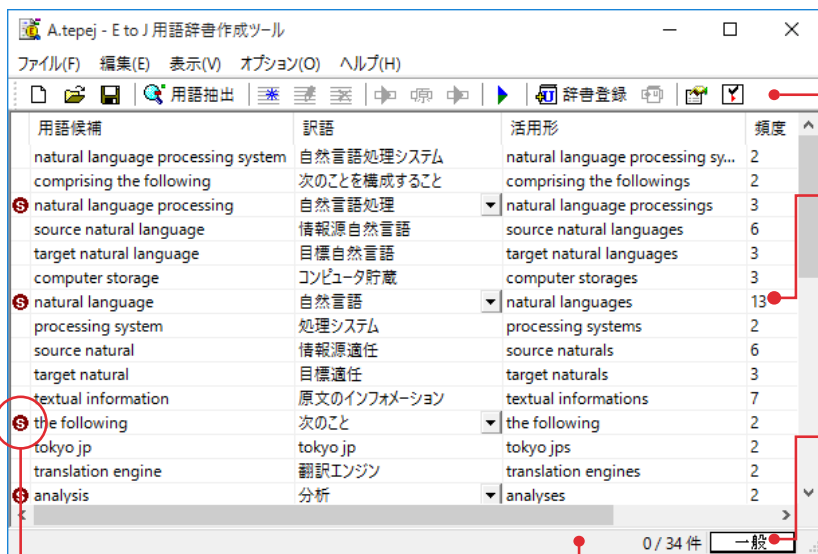 A.tepej - E to J 用語辞書作成ツール
ファイル(F) 編集(E) 表示(V) オプション(O) ヘルプ(H)
用語抽出 辞書登録
用語候補 訳語 活用形 頻度
natural language processing system 自然言語処理システム natural language processing sy... 2
comprising the following 次のことを構成すること comprising the followings 2
S natural language processing 自然言語処理 natural language processings 3
source natural language 情報源自然言語 source natural languages 6
target natural language 目標自然言語 target natural languages 3
computer storage コンピュータ貯蔵 computer storages 3
S natural language 自然言語 natural languages 13
processing system 処理システム processing systems 2
source natural 情報源適任 source naturals 6
target natural 目標適任 target naturals 3
textual information 原文のインフォメーション textual informations 7
S the following 次のこと the following 2
tokyo jp tokyo jp tokyo jps 2
translation engine 翻訳エンジン translation engines 2
S analysis 分析 analyses 2
0 / 34 件 一般